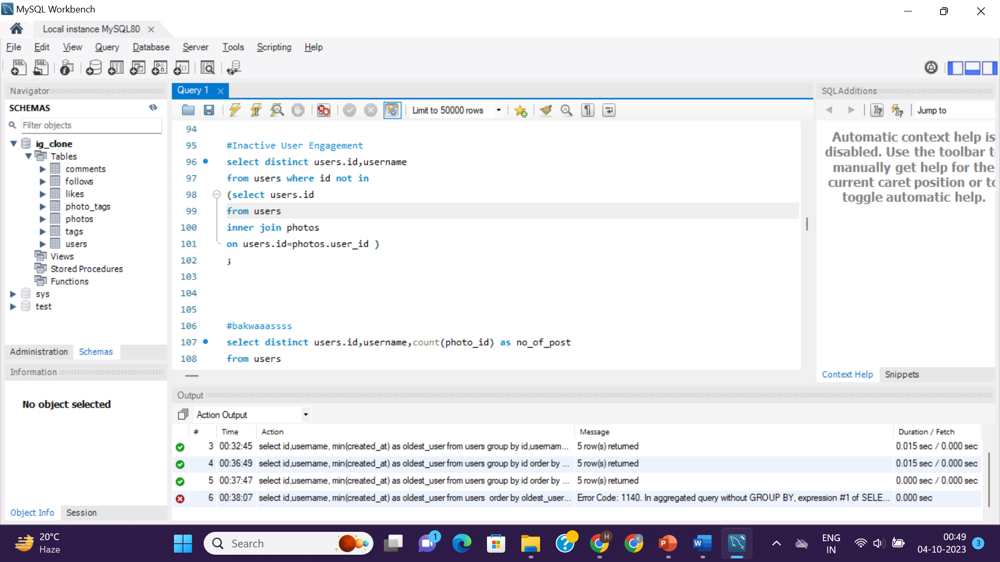 MySQL Workbench
Local instance MySQL80
File Edit View Query Database Server Tools Scripting Help
Navigator
SCHEMAS
Filter objects
ig_clone
Tables
comments
follows
likes
photo_tags
photos
tags
users
Views
Stored Procedures
Functions
sys
test
Administration Schemas
Information
No object selected
Object Info Session
Query 1
Limit to 50000 rows
94
95 #Inactive User Engagement
96 select distinct users.id,username
97 from users where id not in
98 (select users.id
99 from users
100 inner join photos
101 on users.id=photos.user_id )
102 ;
103
104
105
106 #bakwaaassss
107 select distinct users.id,username,count(photo_id) as no_of_post
108 from users
SQLAdditions
Jump to
Automatic context help is
disabled. Use the toolbar t
manually get help for the
current caret position or to
toggle automatic help.
Context Help Snippets
Output
Action Output
# Time Action Message Duration / Fetch
3 00:32:45 select id,username, min(created_at) as oldest_user from users group by id,usernam... 5 row(s) returned 0.015 sec / 0.000 sec
4 00:36:49 select id,username, min(created_at) as oldest_user from users group by id order by ... 5 row(s) returned 0.015 sec / 0.000 sec
5 00:37:47 select id,username, min(created_at) as oldest_user from users group by id order by ... 5 row(s) returned 0.000 sec / 0.000 sec
6 00:38:07 select id,username, min(created_at) as oldest_user from users order by oldest_user... Error Code: 1140. In aggregated query without GROUP BY, expression #1 of SELE... 0.000 sec
20°C
Haze
Search
1
H
K
P
W
ENG
IN
00:49
04-10-2023
3